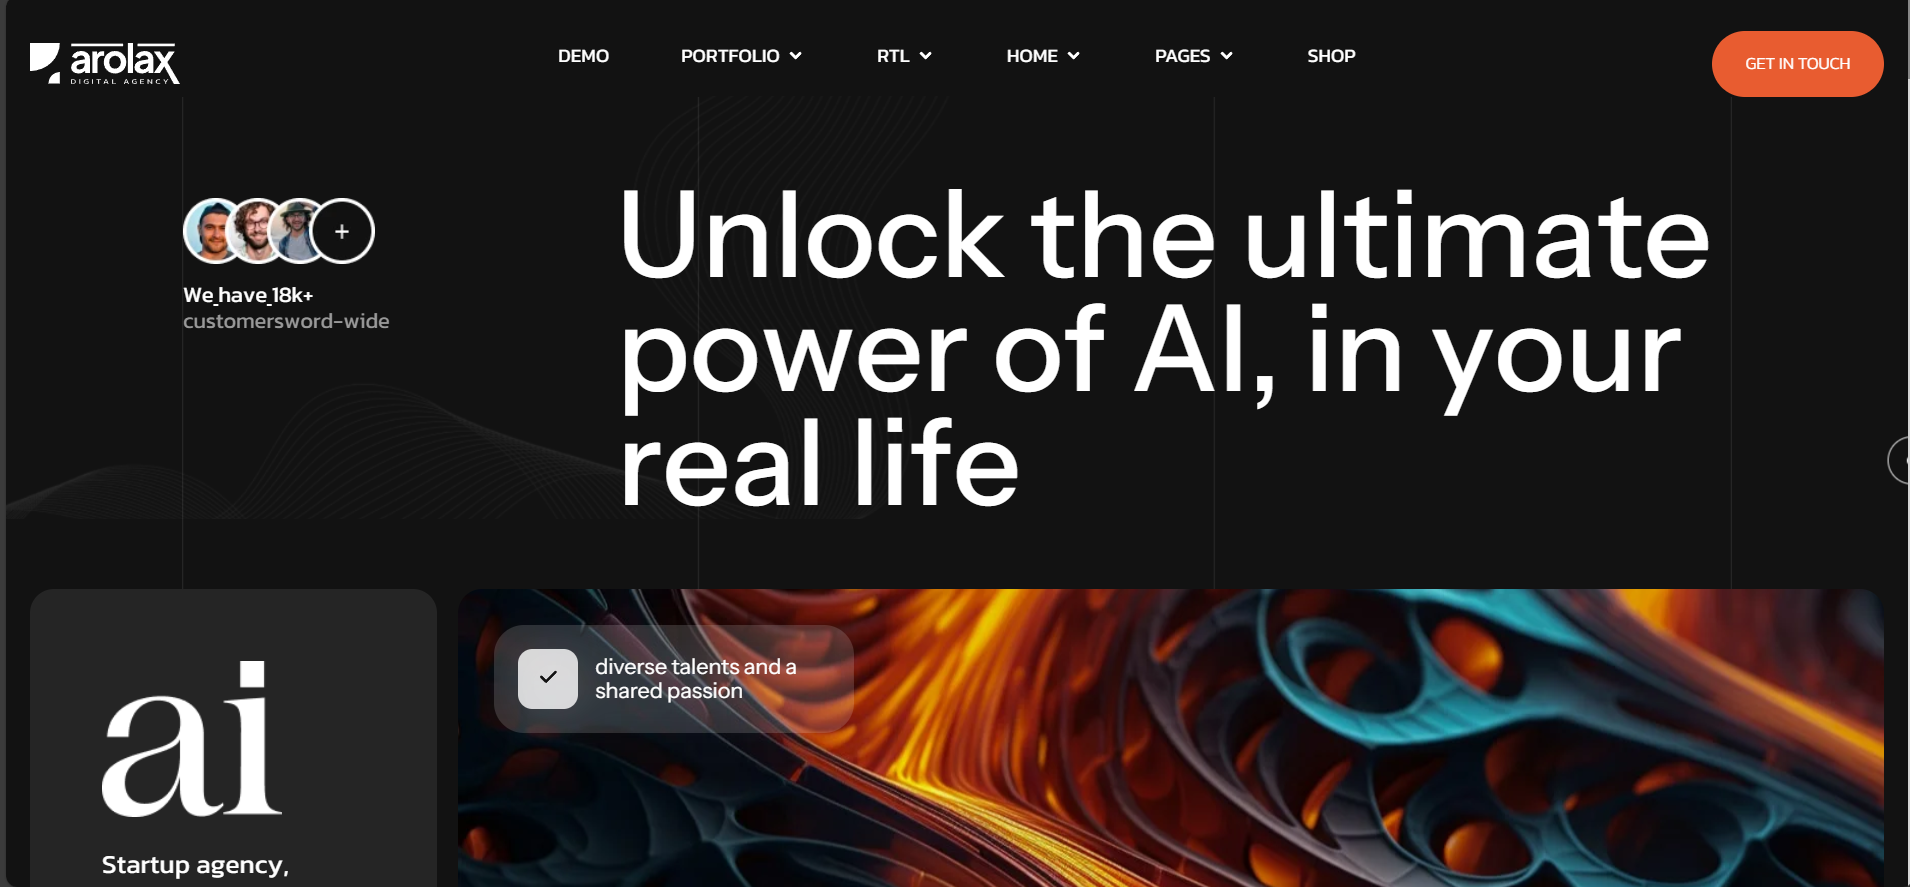 arolax
DIGITAL AGENCY
DEMO
PORTFOLIO
RTL
HOME
PAGES
SHOP
GET IN TOUCH
+
We have 18k+
customersword-wide
Unlock the ultimate
power of AI, in your
real life
ai
Startup agency,
diverse talents and a
shared passion